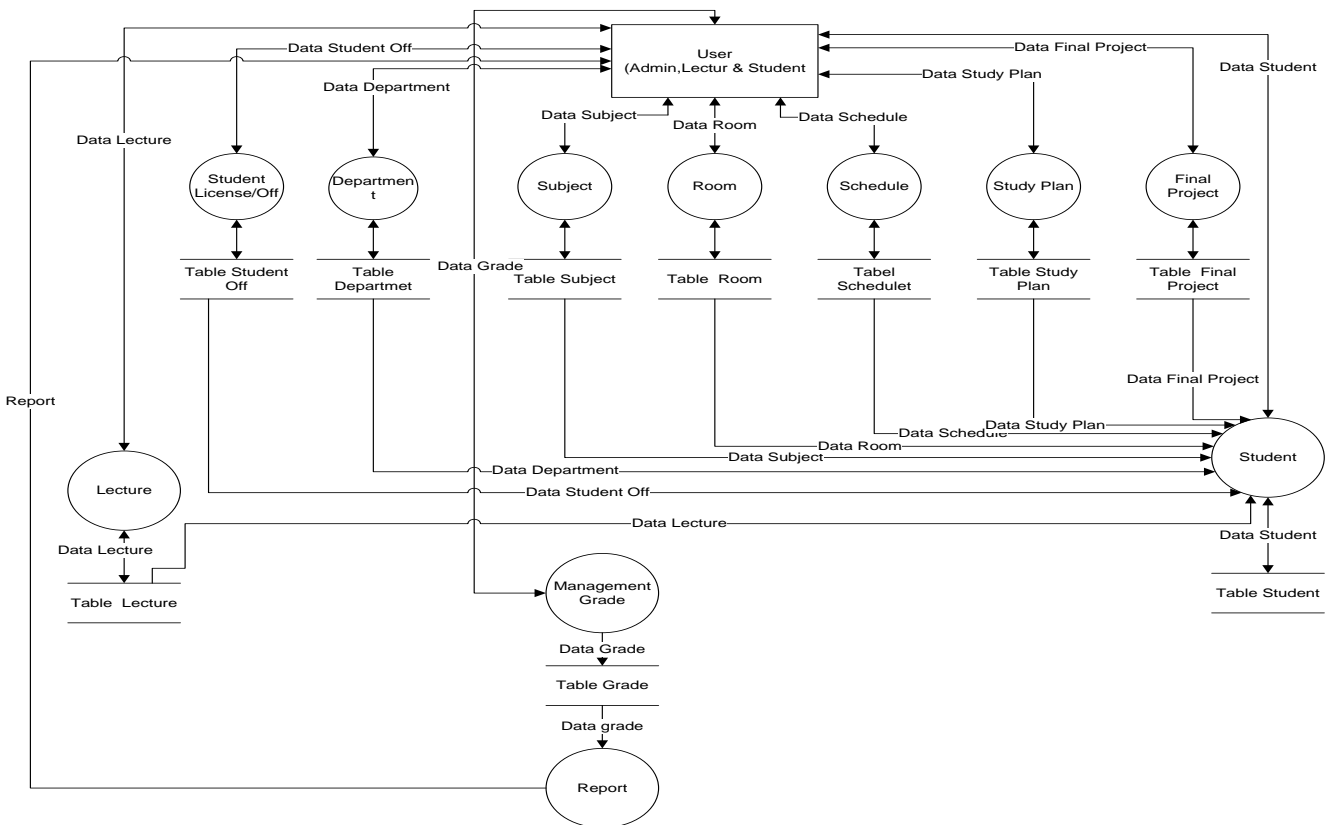 User
(Admin,Lectur & Student
Data Student Off
Data Final Project
Data Student
Data Study Plan
Data Department
Data Subject
Data Room
Data Schedule
Data Lecture
Student
License/Off
Departmen
t
Subject
Room
Schedule
Study Plan
Final
Project
Data Grade
Table Student
Off
Table
Departmet
Table Subject
Table Room
Tabel
Schedulet
Table Study
Plan
Table Final
Project
Report
Data Final Project
Data Study Plan
Data Schedule
Data Room
Data Subject
Data Department
Data Student Off
Data Lecture
Student
Lecture
Data Lecture
Table Lecture
Data Student
Table Student
Management
Grade
Data Grade
Table Grade
Data grade
Report